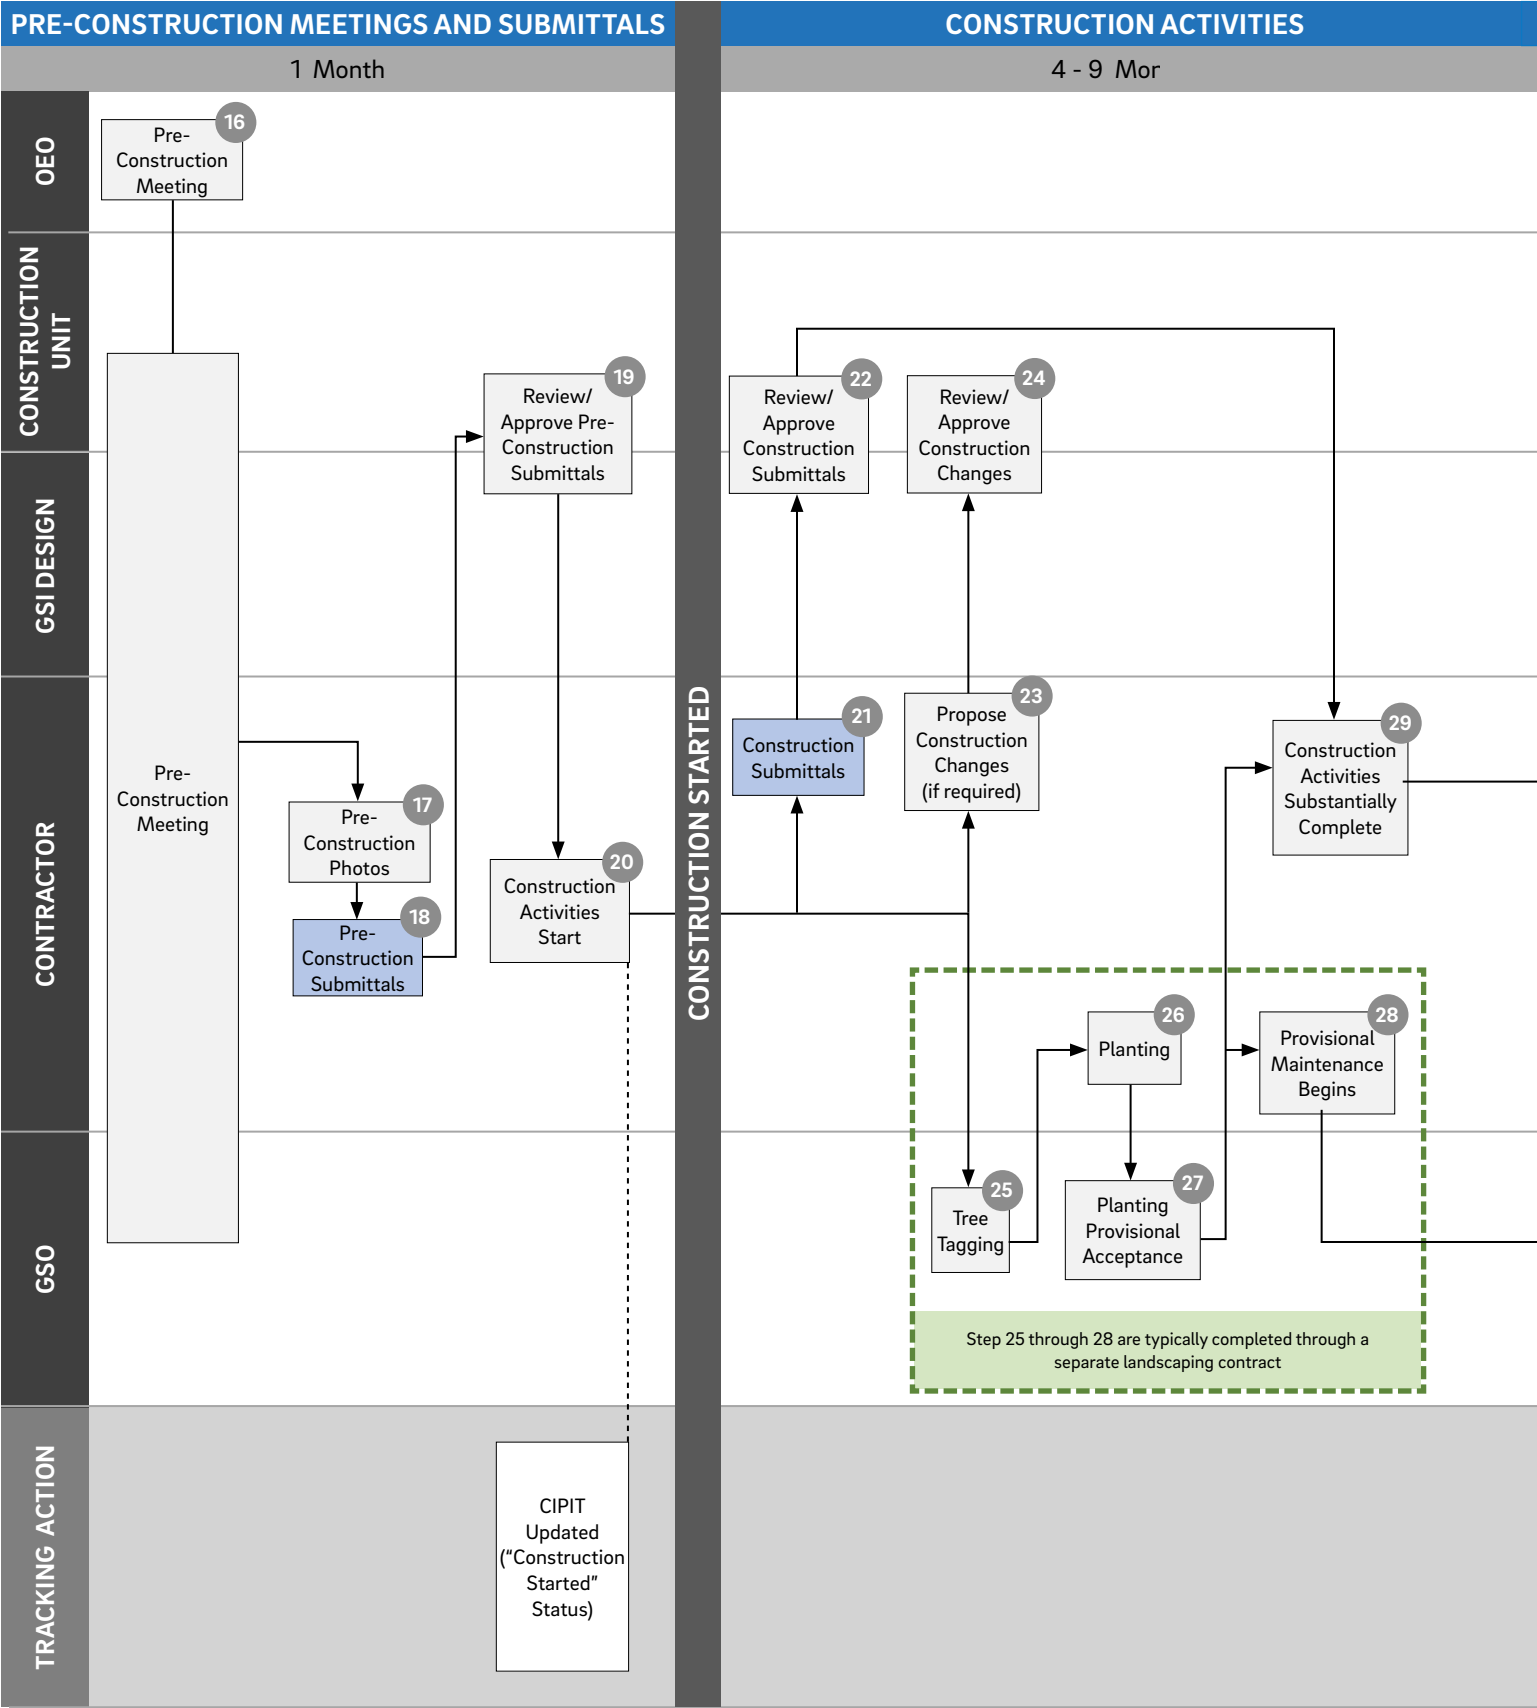 PRE-CONSTRUCTION MEETINGS AND SUBMITTALS
CONSTRUCTION ACTIVITIES
1 Month
4 - 9 Mor
OEO
16
Pre-
Construction
Meeting
CONSTRUCTION
UNIT
19
Review/
Approve Pre-
Construction
Submittals
22
Review/
Approve
Construction
Submittals
24
Review/
Approve
Construction
Changes
GSI DESIGN
CONTRACTOR
Pre-
Construction
Meeting
17
Pre-
Construction
Photos
18
Pre-
Construction
Submittals
20
Construction
Activities
Start
CONSTRUCTION STARTED
21
Construction
Submittals
23
Propose
Construction
Changes
(if required)
29
Construction
Activities
Substantially
Complete
26
Planting
28
Provisional
Maintenance
Begins
GSO
25
Tree
Tagging
27
Planting
Provisional
Acceptance
Step 25 through 28 are typically completed through a
separate landscaping contract
TRACKING ACTION
CIPIT
Updated
("Construction
Started"
Status)